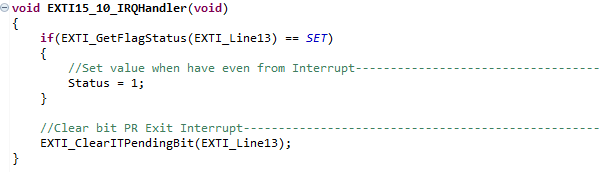 void EXTI15_10_IRQHandler(void)
{
    if(EXTI_GetFlagStatus(EXTI_Line13) == SET)
    {
        //Set value when have even from Interrupt-----------------------------------
        Status = 1;
    }

    //Clear bit PR Exit Interrupt---------------------------------------------------
    EXTI_ClearITPendingBit(EXTI_Line13);
}